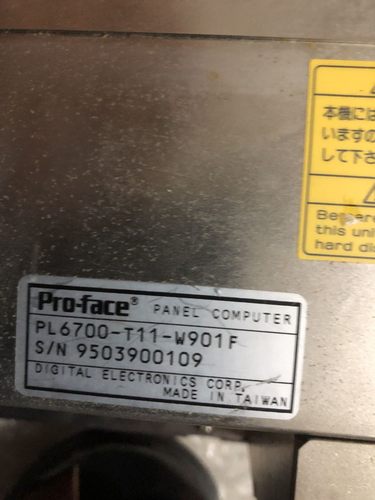 本機には
いますの
して下さ
Beware
this uni
hard di
Pro-face® PANEL COMPUTER
PL6700-T11-W901F
S/N 9503900109
DIGITAL ELECTRONICS CORP.
MADE IN TAIWAN